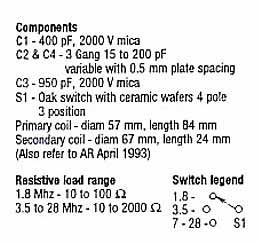 Components
C1 - 400 pF, 2000 V mica
C2 & C4 - 3 Gang 15 to 200 pF
variable with 0.5 mm plate spacing
C3 - 950 pF, 2000 V mica
S1 - Oak switch with ceramic wafers 4 pole
3 position
Primary coil - diam 57 mm, length 84 mm
Secondary coil - diam 67 mm, length 24 mm
(Also refer to AR April 1993)
Resistive load range
1.8 Mhz - 10 to 100 Ω
3.5 to 28 Mhz - 10 to 2000 Ω
Switch legend
1.8 -
3.5 -
7 - 28 - S1